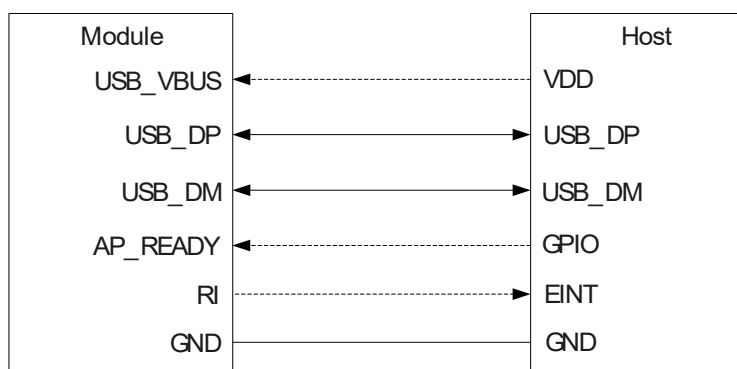 Module Host
USB_VBUS VDD
USB_DP USB_DP
USB_DM USB_DM
AP_READY GPIO
RI EINT
GND GND